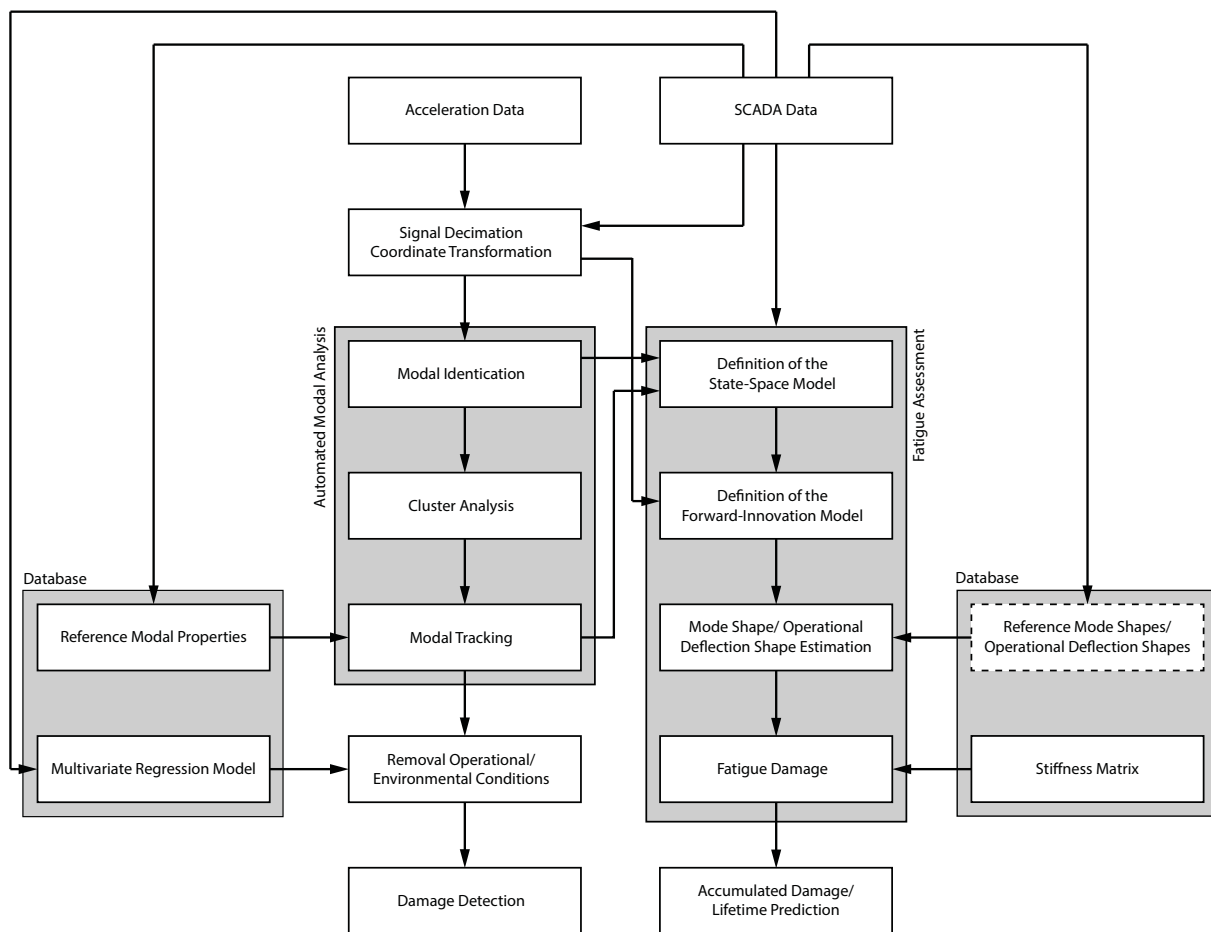 Acceleration Data
SCADA Data
Signal Decimation
Coordinate Transformation
Automated Modal Analysis
Modal Identication
Cluster Analysis
Modal Tracking
Fatigue Assessment
Definition of the
State-Space Model
Definition of the
Forward-Innovation Model
Mode Shape/ Operational
Deflection Shape Estimation
Fatigue Damage
Database
Reference Modal Properties
Multivariate Regression Model
Database
Reference Mode Shapes/
Operational Deflection Shapes
Stiffness Matrix
Removal Operational/
Environmental Conditions
Damage Detection
Accumulated Damage/
Lifetime Prediction